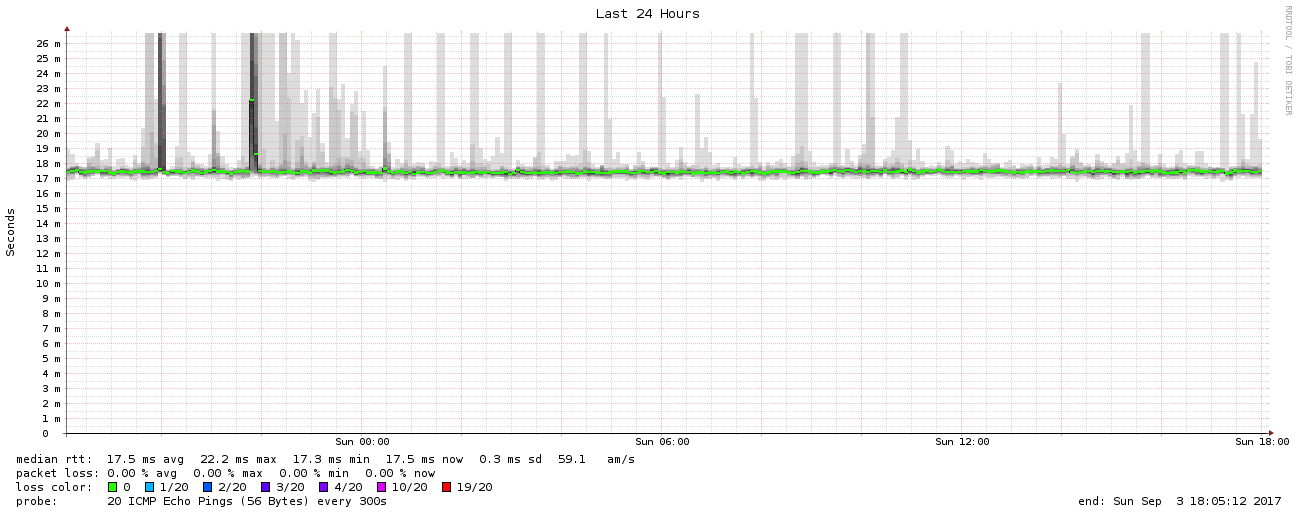 Last 24 Hours
RRDTOOL / TOBI OETIKER
Seconds
26 m
25 m
24 m
23 m
22 m
21 m
20 m
19 m
18 m
17 m
16 m
15 m
14 m
13 m
12 m
11 m
10 m
9 m
8 m
7 m
6 m
5 m
4 m
3 m
2 m
1 m
0
Sun 00:00 Sun 06:00 Sun 12:00 Sun 18:00
median rtt: 17.5 ms avg 22.2 ms max 17.3 ms min 17.5 ms now 0.3 ms sd 59.1 am/s
packet loss: 0.00 % avg 0.00 % max 0.00 % min 0.00 % now
loss color: 0 1/20 2/20 3/20 4/20 10/20 19/20
probe: 20 ICMP Echo Pings (56 Bytes) every 300s end: Sun Sep 3 18:05:12 2017